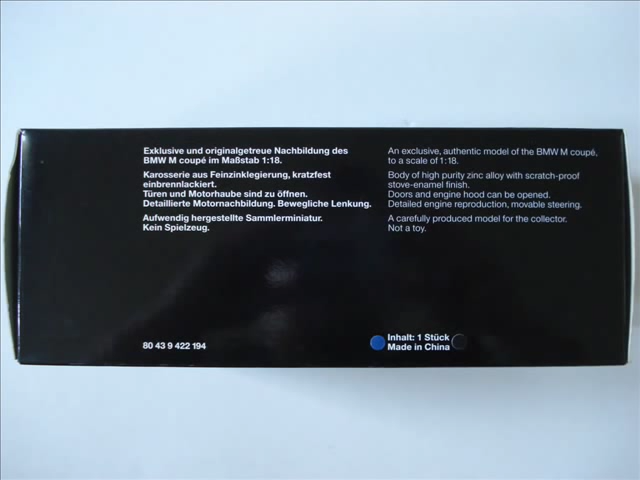 Exklusive und originalgetreue Nachbildung des
BMW M coupé im Maßstab 1:18.
Karosserie aus Feinzinklegierung, kratzfest
einbrennlackiert.
Türen und Motorhaube sind zu öffnen.
Detaillierte Motornachbildung. Bewegliche Lenkung.
Aufwendig hergestellte Sammlerminiatur.
Kein Spielzeug.
An exclusive, authentic model of the BMW M coupé,
to a scale of 1:18.
Body of high purity zinc alloy with scratch-proof
stove-enamel finish.
Doors and engine hood can be opened.
Detailed engine reproduction, movable steering.
A carefully produced model for the collector.
Not a toy.
80 43 9 422 194
Inhalt: 1 Stück
Made in China